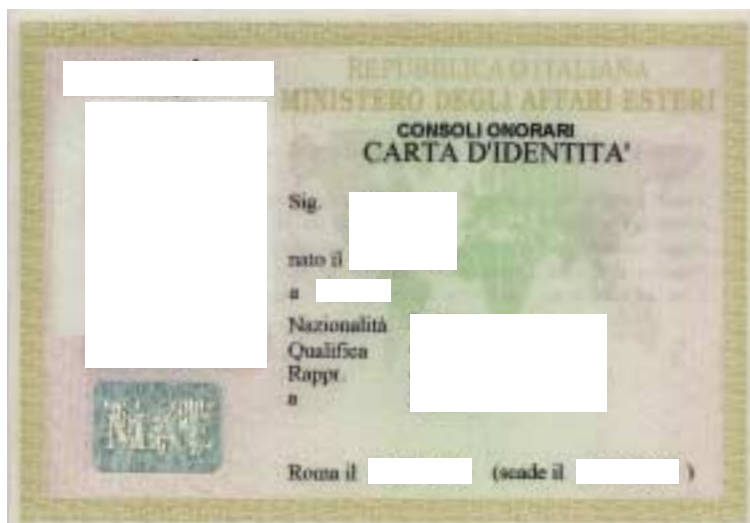 REPUBBLICA ITALIANA
MINISTERO DEGLI AFFARI ESTERI
CONSOLI ONORARI
CARTA D'IDENTITA'
Sig.
nato il
a
Nazionalità
Qualifica
Rappr.
a
Roma il (scade il )